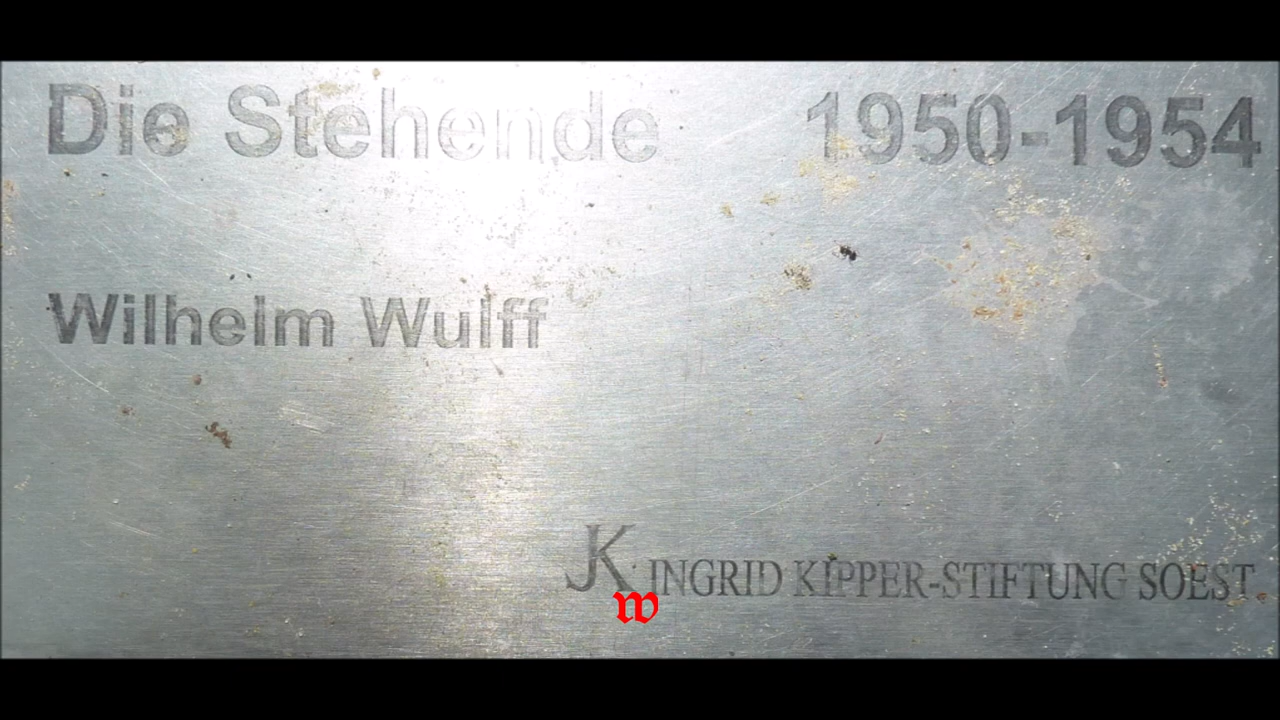 Die Stehende 1950-1954
Wilhelm Wulff
JK INGRID KIPPER-STIFTUNG SOEST
w